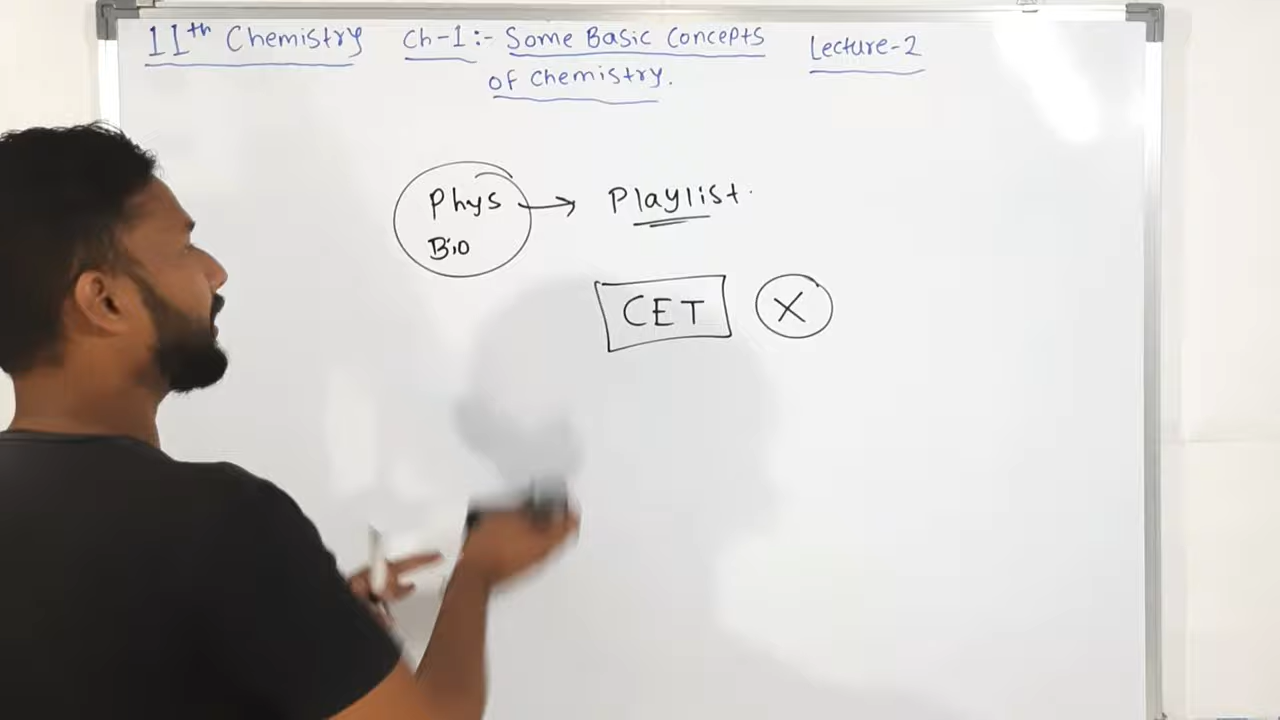 11th Chemistry Ch-1:- Some Basic Concepts Lecture-2
of Chemistry.
Phys → Playlist.
Bio
CET X